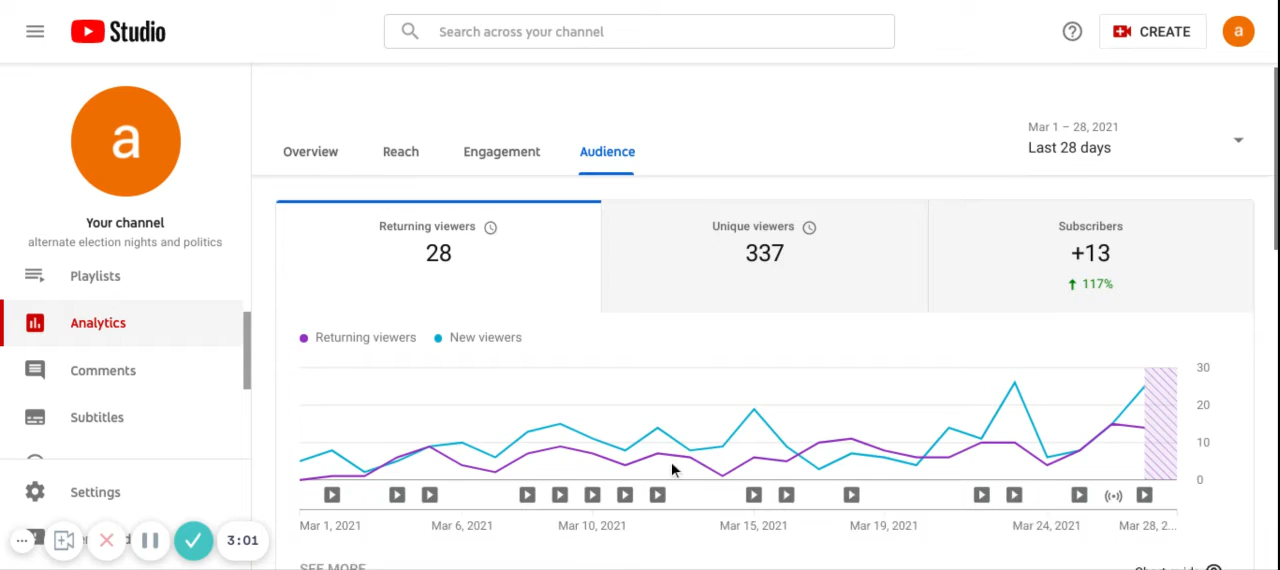 Studio
Search across your channel
CREATE
a
a
Your channel
alternate election nights and politics
Playlists
Analytics
Comments
Subtitles
Settings
3:01
Overview
Reach
Engagement
Audience
Mar 1 – 28, 2021
Last 28 days
Returning viewers
28
Unique viewers
337
Subscribers
+13
117%
Returning viewers
New viewers
30
20
10
0
Mar 1, 2021
Mar 6, 2021
Mar 10, 2021
Mar 15, 2021
Mar 19, 2021
Mar 24, 2021
Mar 28, 2...
SEE MORE